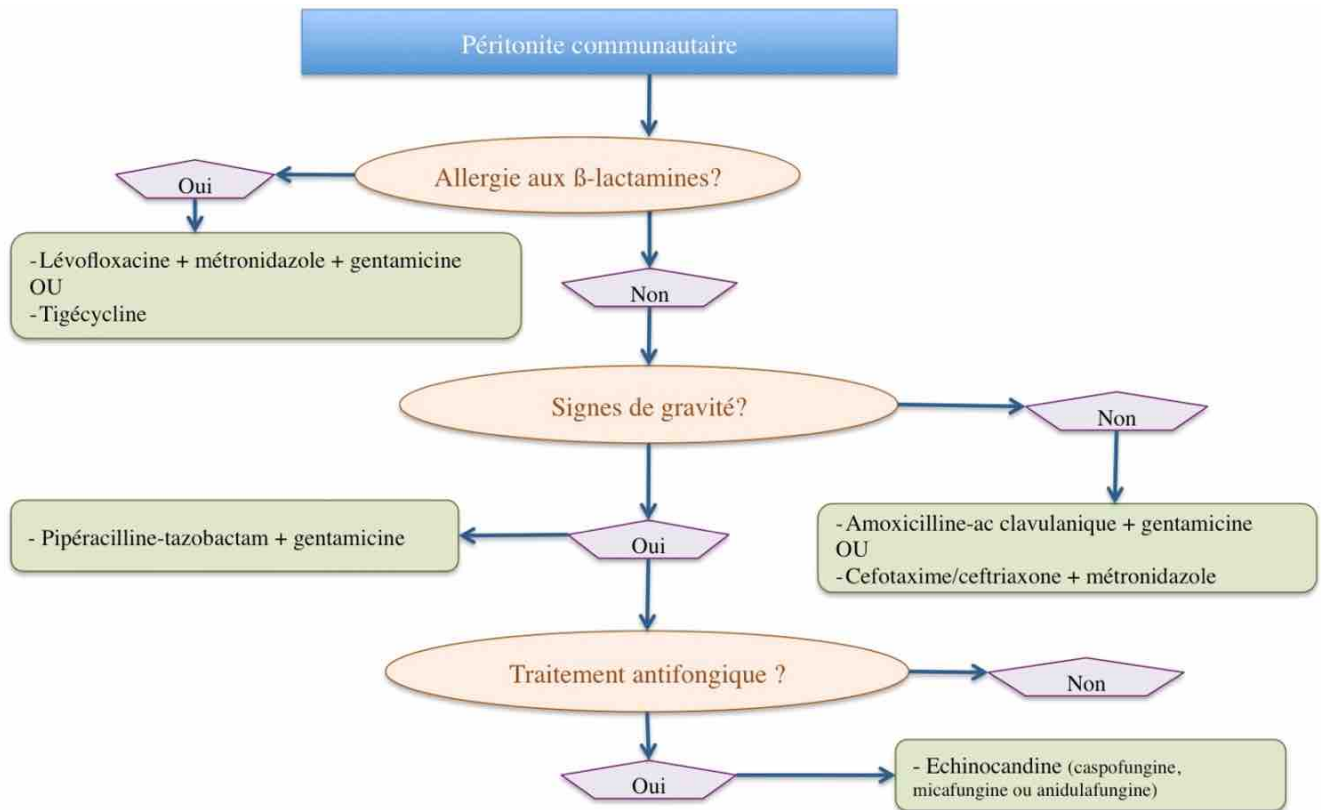 Péritonite communautaire
Allergie aux ß-lactamines?
Oui
-Lévofloxacine + métronidazole + gentamicine
OU
-Tigécycline
Non
Signes de gravité?
Non
- Pipéracilline-tazobactam + gentamicine
Oui
-Amoxicilline-ac clavulanique + gentamicine
OU
-Cefotaxime/ceftriaxone + métronidazole
Traitement antifongique ?
Non
Oui
- Echinocandine (caspofungine,
micafungine ou anidulafungine)